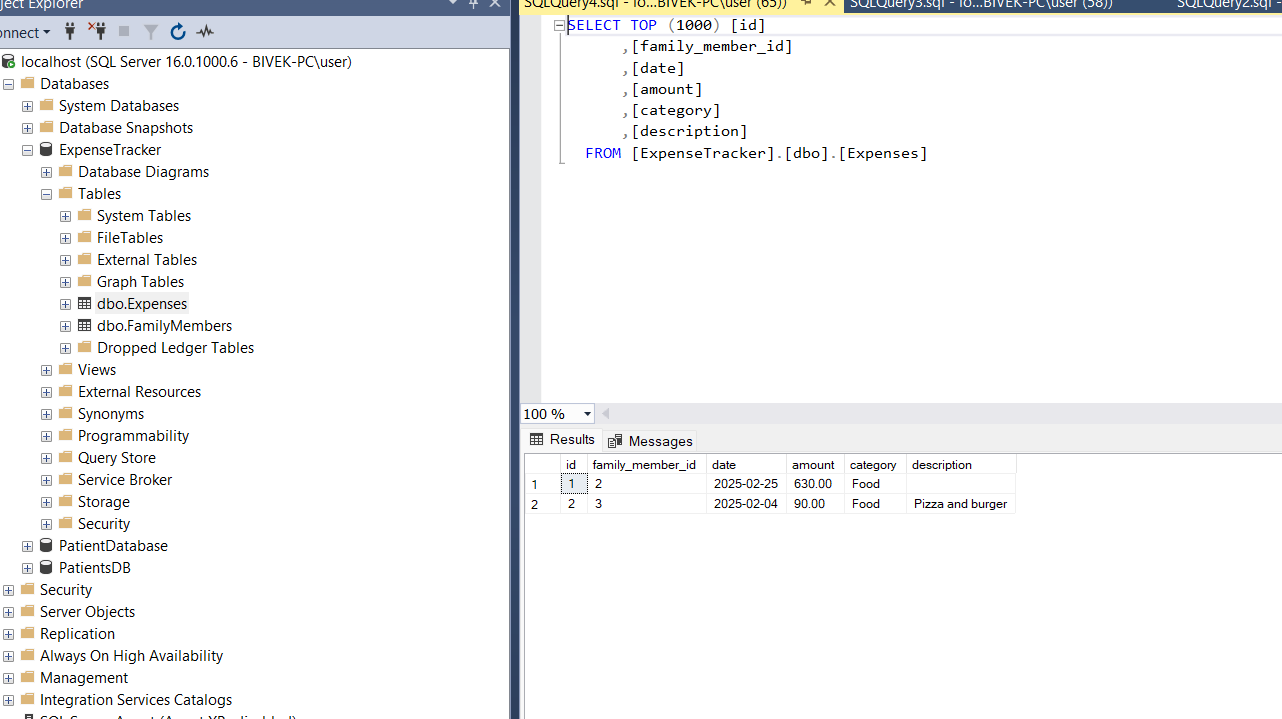 ject Explorer
onnect
localhost (SQL Server 16.0.1000.6 - BIVEK-PC\user)
Databases
System Databases
Database Snapshots
ExpenseTracker
Database Diagrams
Tables
System Tables
FileTables
External Tables
Graph Tables
dbo.Expenses
dbo.FamilyMembers
Dropped Ledger Tables
Views
External Resources
Synonyms
Programmability
Query Store
Service Broker
Storage
Security
PatientDatabase
PatientsDB
Security
Server Objects
Replication
Always On High Availability
Management
Integration Services Catalogs
SQLQuery4.sql - lo...BIVEK-PC\user (65))
SQLQuery3.sql - lo...BIVEK-PC\user (58))
SQLQuery2.sql -
SELECT TOP (1000) [id]
,[family_member_id]
,[date]
,[amount]
,[category]
,[description]
FROM [ExpenseTracker].[dbo].[Expenses]
100 %
Results Messages
id family_member_id date amount category description
1 1 2 2025-02-25 630.00 Food
2 2 3 2025-02-04 90.00 Food Pizza and burger